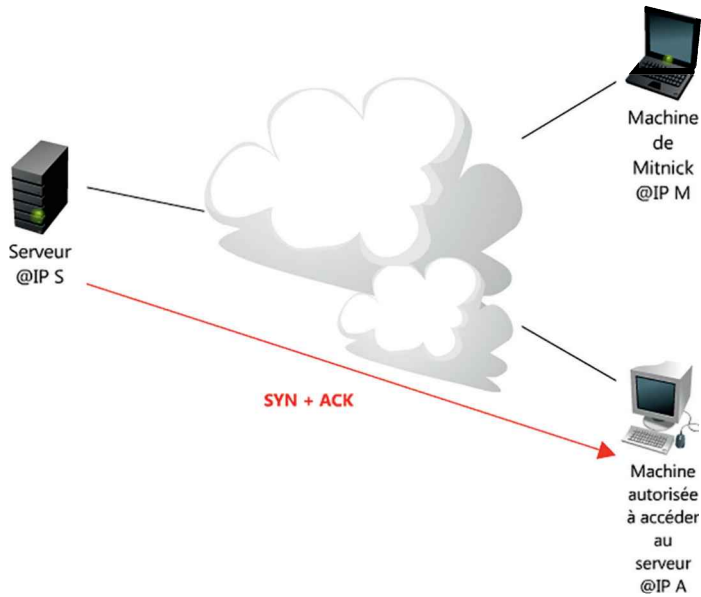 Machine
de
Mitnick
@IP M
Serveur
@IP S
SYN + ACK
Machine
autorisée
à accéder
au
serveur
@IP A